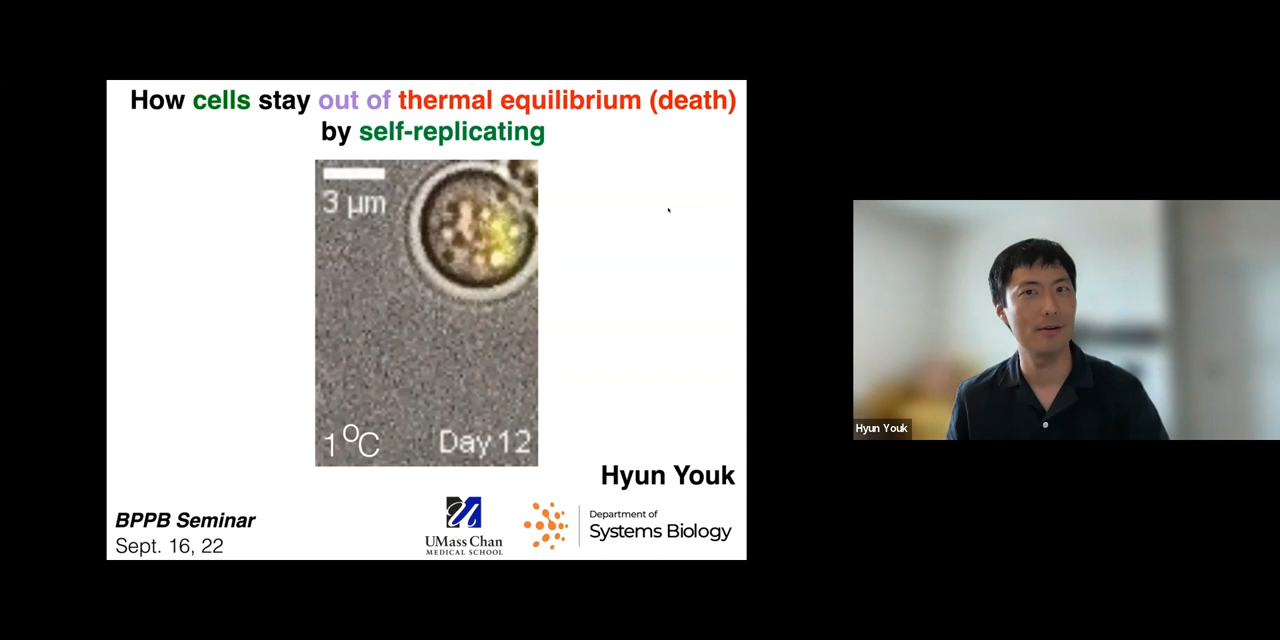 How cells stay out of thermal equilibrium (death)
by self-replicating
3 µm
1 °C
Day 12
Hyun Youk
BPPB Seminar
Sept. 16, 22
UMass Chan
MEDICAL SCHOOL
Department of
Systems Biology
Hyun Youk